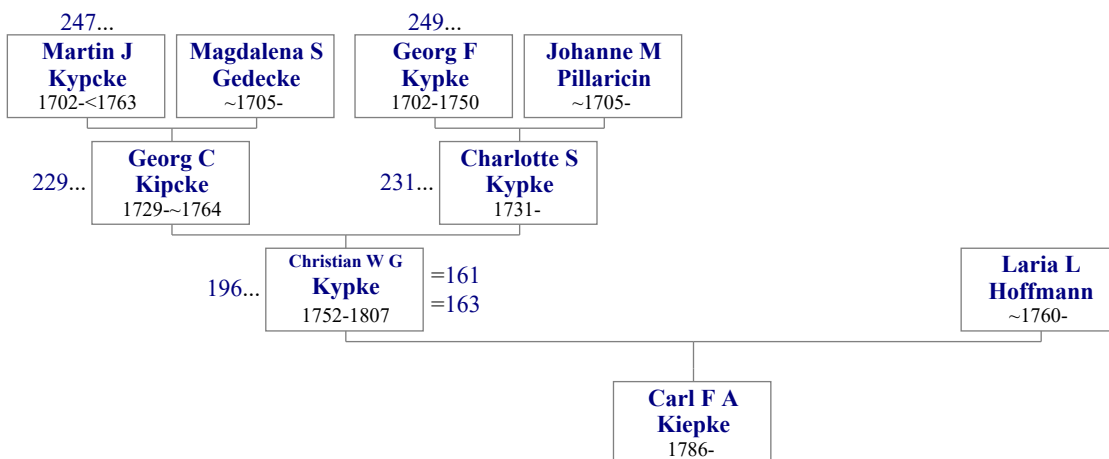 247...
249...
Martin J
Kypcke
1702-<1763
Magdalena S
Gedecke
~1705-
Georg F
Kypke
1702-1750
Johanne M
Pillaricin
~1705-
229...
Georg C
Kipcke
1729-~1764
231...
Charlotte S
Kypke
1731-
196...
Christian W G
Kypke
1752-1807
=161
=163
Laria L
Hoffmann
~1760-
Carl F A
Kiepke
1786-